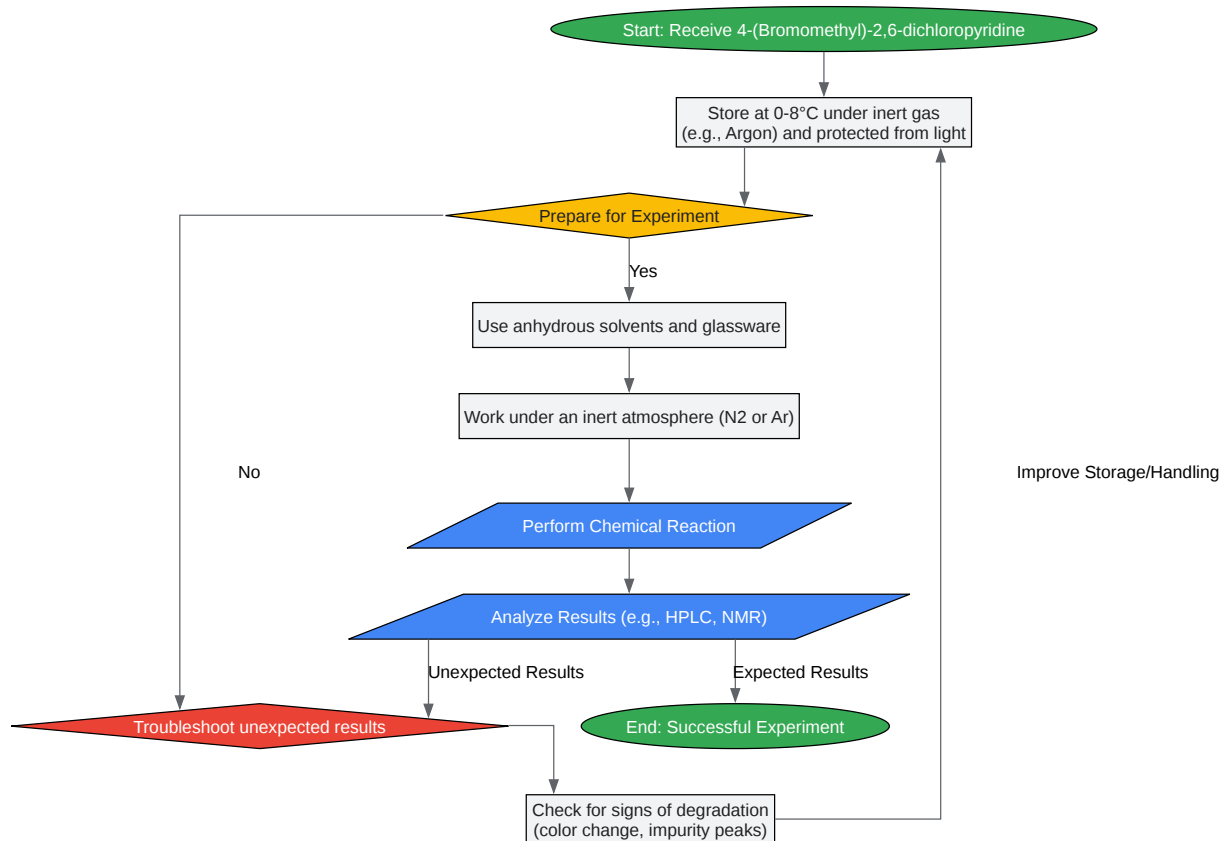 Start: Receive 4-(Bromomethyl)-2,6-dichloropyridine
Store at 0-8°C under inert gas
(e.g., Argon) and protected from light
Prepare for Experiment
Yes
Use anhydrous solvents and glassware
Work under an inert atmosphere (N2 or Ar)
No
Improve Storage/Handling
Perform Chemical Reaction
Analyze Results (e.g., HPLC, NMR)
Unexpected Results
Expected Results
Troubleshoot unexpected results
End: Successful Experiment
Check for signs of degradation
(color change, impurity peaks)